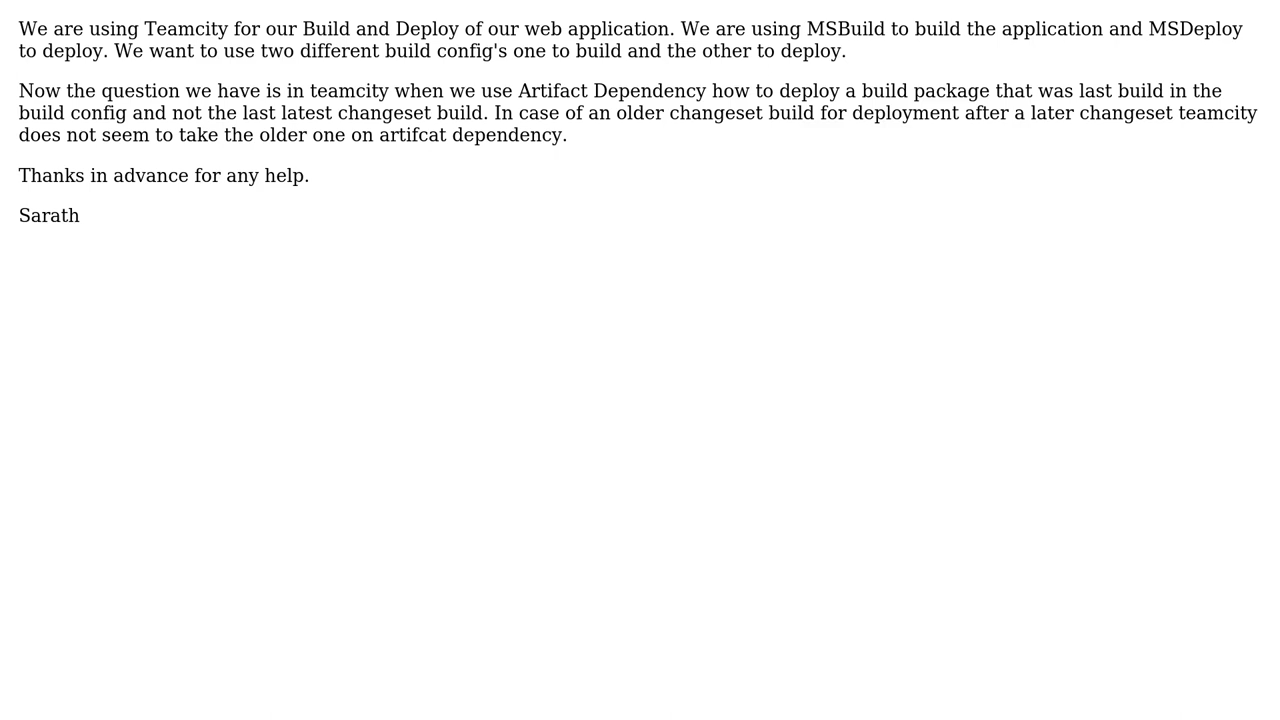 We are using Teamcity for our Build and Deploy of our web application. We are using MSBuild to build the application and MSDeploy
to deploy. We want to use two different build config's one to build and the other to deploy.
Now the question we have is in teamcity when we use Artifact Dependency how to deploy a build package that was last build in the
build config and not the last latest changeset build. In case of an older changeset build for deployment after a later changeset teamcity
does not seem to take the older one on artifcat dependency.
Thanks in advance for any help.
Sarath